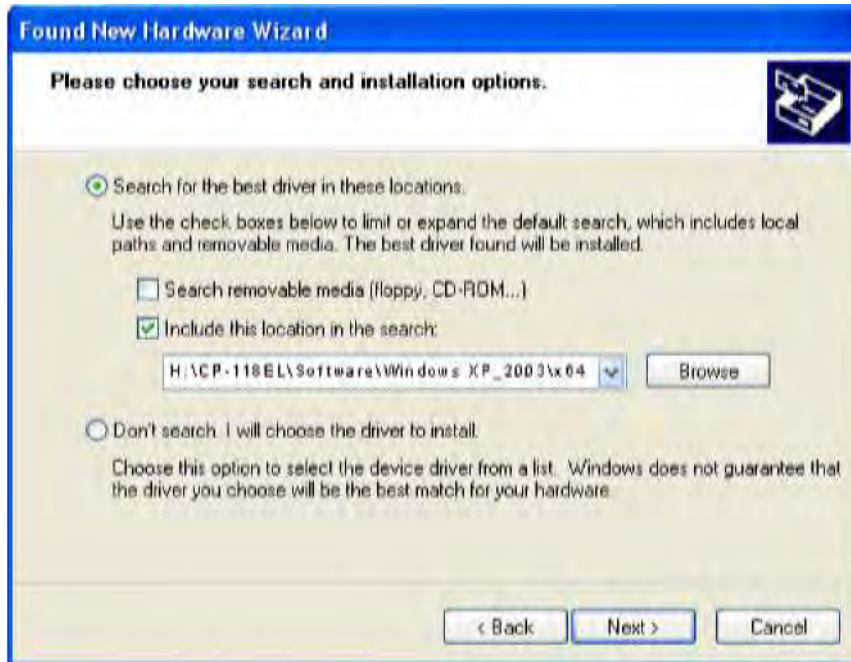 Found New Hardware Wizard
Please choose your search and installation options.
Search for the best driver in these locations.
Use the check boxes below to limit or expand the default search, which includes local
paths and removable media. The best driver found will be installed.
Search removable media (floppy, CD-ROM...)
Include this location in the search:
H:\CP-118EL\Software\Windows XP_2003\x64
Browse
Don't search. I will choose the driver to install.
Choose this option to select the device driver from a list. Windows does not guarantee that
the driver you choose will be the best match for your hardware.
< Back
Next >
Cancel